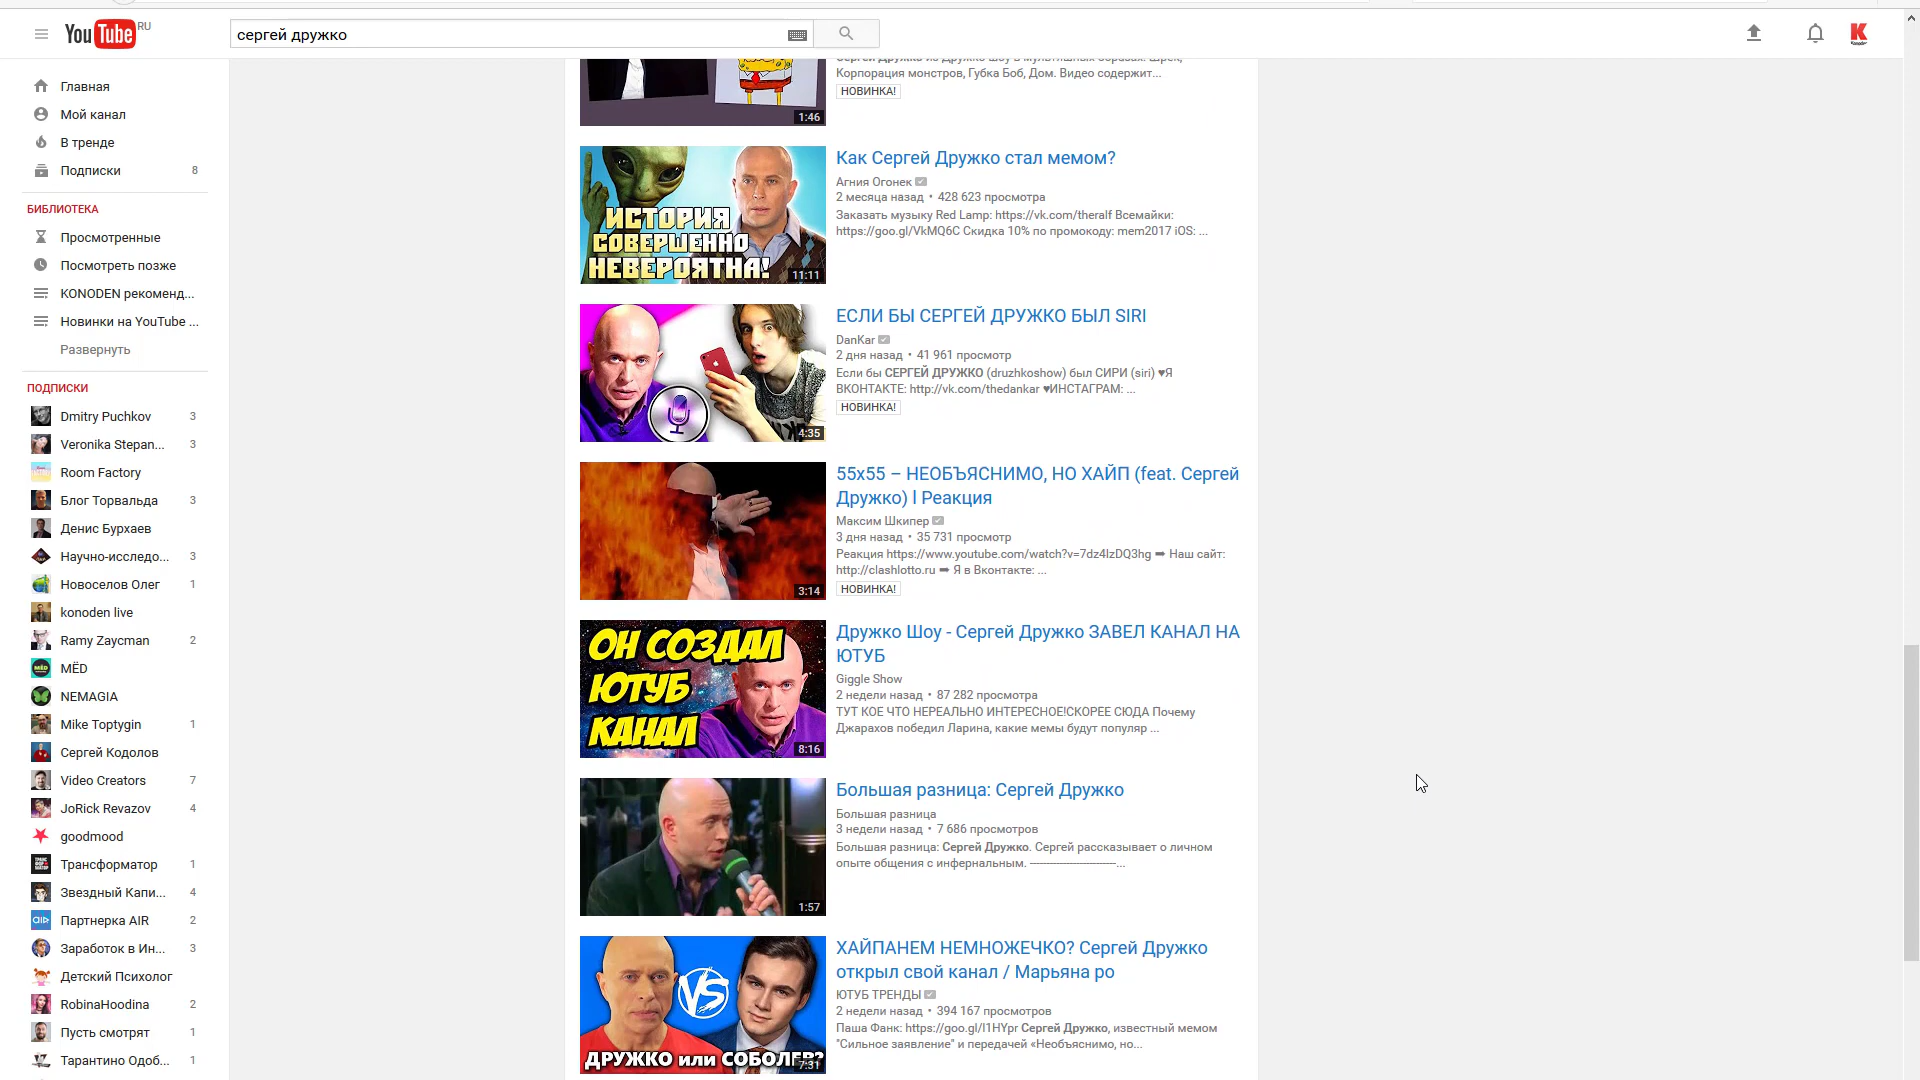 YouTube RU
сергей дружко
Главная
Мой канал
В тренде
Подписки 8
БИБЛИОТЕКА
Просмотренные
Посмотреть позже
KONODEN рекоменд...
Новинки на YouTube ...
Развернуть
ПОДПИСКИ
Dmitry Puchkov 3
Veronika Stepan... 3
Room Factory
Блог Торвальда 3
Денис Бурхаев
Научно-исследо... 3
Новоселов Олег 1
konoden live
Ramy Zaycman 2
МЁD
NEMAGIA
Mike Toptygin 1
Сергей Кодолов
Video Creators 7
JoRick Revazov 4
goodmood
Трансформатор 1
Звездный Капи... 4
Партнерка AIR 2
Заработок в Ин... 3
Детский Психолог
RobinaHoodina 2
Пусть смотрят 1
Тарантино Одоб... 1
1:46
Сергей Дружко из Дружко шоу в мультяшных образах. Шрек,
Корпорация монстров, Губка Боб, Дом. Видео содержит...
НОВИНКА!
ИСТОРИЯ
СОВЕРШЕННО
НЕВЕРОЯТНА!
11:11
Как Сергей Дружко стал мемом?
Агния Огонек
2 месяца назад • 428 623 просмотра
Заказать музыку Red Lamp: https://vk.com/theralf Всемайки:
https://goo.gl/VkMQ6C Скидка 10% по промокоду: mem2017 iOS: ...
4:35
ЕСЛИ БЫ СЕРГЕЙ ДРУЖКО БЫЛ SIRI
DanKar
2 дня назад • 41 961 просмотр
Если бы СЕРГЕЙ ДРУЖКО (druzhkoshow) был СИРИ (siri) ♥Я
ВКОНТАКТЕ: http://vk.com/thedankar ♥ИНСТАГРАМ: ...
НОВИНКА!
3:14
55x55 – НЕОБЪЯСНИМО, НО ХАЙП (feat. Сергей
Дружко) l Реакция
Максим Шкипер
3 дня назад • 35 731 просмотр
Реакция https://www.youtube.com/watch?v=7dz4lzDQ3hg ➡ Наш сайт:
http://clashlotto.ru ➡ Я в Вконтакте: ...
НОВИНКА!
ОН СОЗДАЛ
ЮТУБ
КАНАЛ
8:16
Дружко Шоу - Сергей Дружко ЗАВЕЛ КАНАЛ НА
ЮТУБ
Giggle Show
2 недели назад • 87 282 просмотра
ТУТ КОЕ ЧТО НЕРЕАЛЬНО ИНТЕРЕСНОЕ!СКОРЕЕ СЮДА Почему
Джарахов победил Ларина, какие мемы будут популяр ...
1:57
Большая разница: Сергей Дружко
Большая разница
3 недели назад • 7 686 просмотров
Большая разница: Сергей Дружко. Сергей рассказывает о личном
опыте общения с инфернальным. -------------------------...
VS
ДРУЖКО или СОБОЛЕВ?
7:31
ХАЙПАНЕМ НЕМНОЖЕЧКО? Сергей Дружко
открыл свой канал / Марьяна ро
ЮТУБ ТРЕНДЫ
2 недели назад • 394 167 просмотров
Паша Фанк: https://goo.gl/l1HYpr Сергей Дружко, известный мемом
"Сильное заявление" и передачей «Необъяснимо, но...